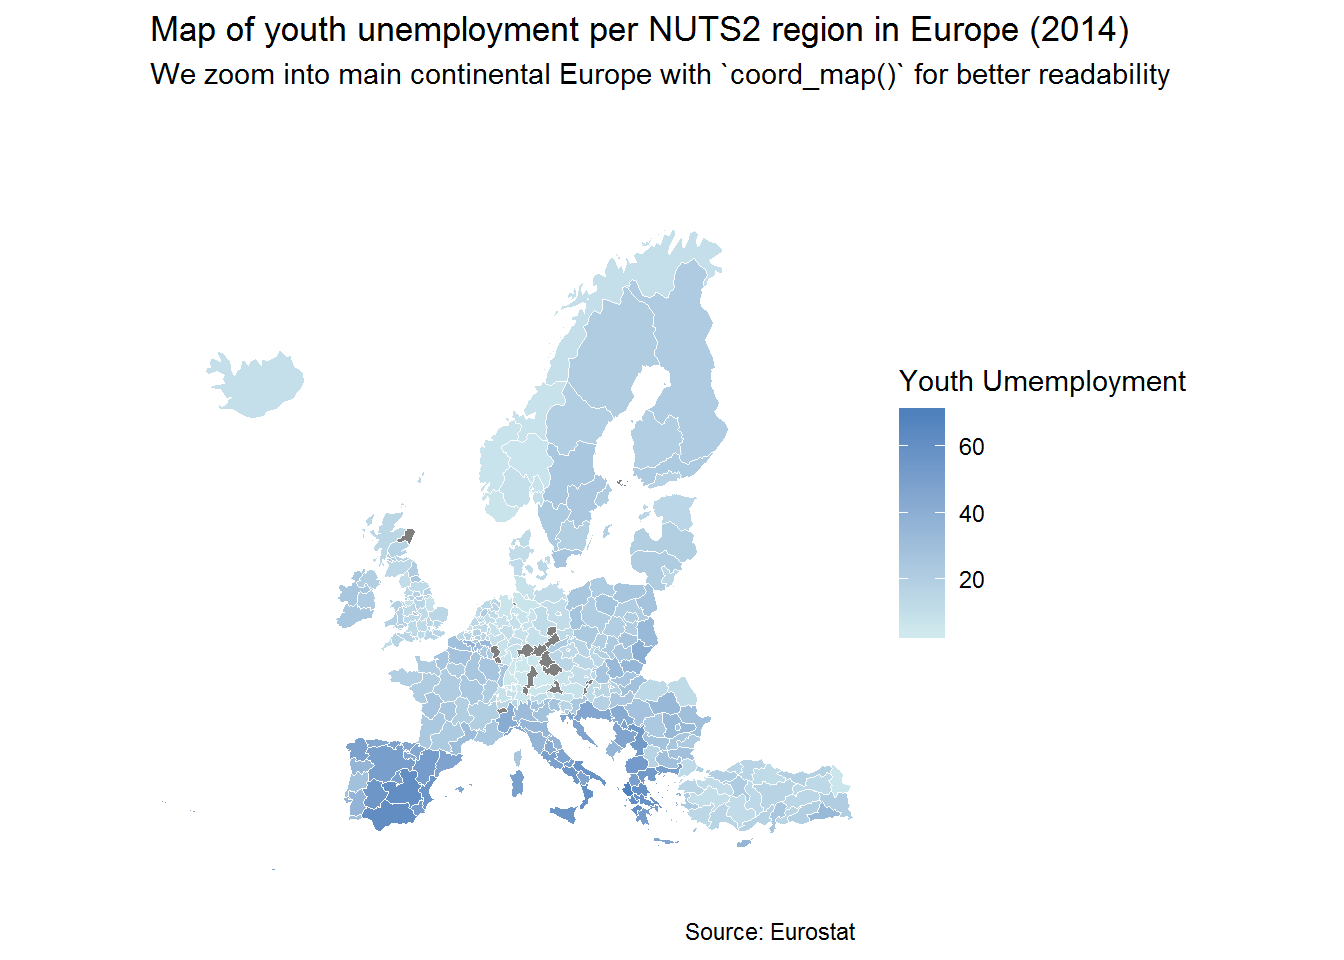 Map of youth unemployment per NUTS2 region in Europe (2014)
We zoom into main continental Europe with `coord_map()` for better readability
Youth Umemployment
60
40
20
Source: Eurostat